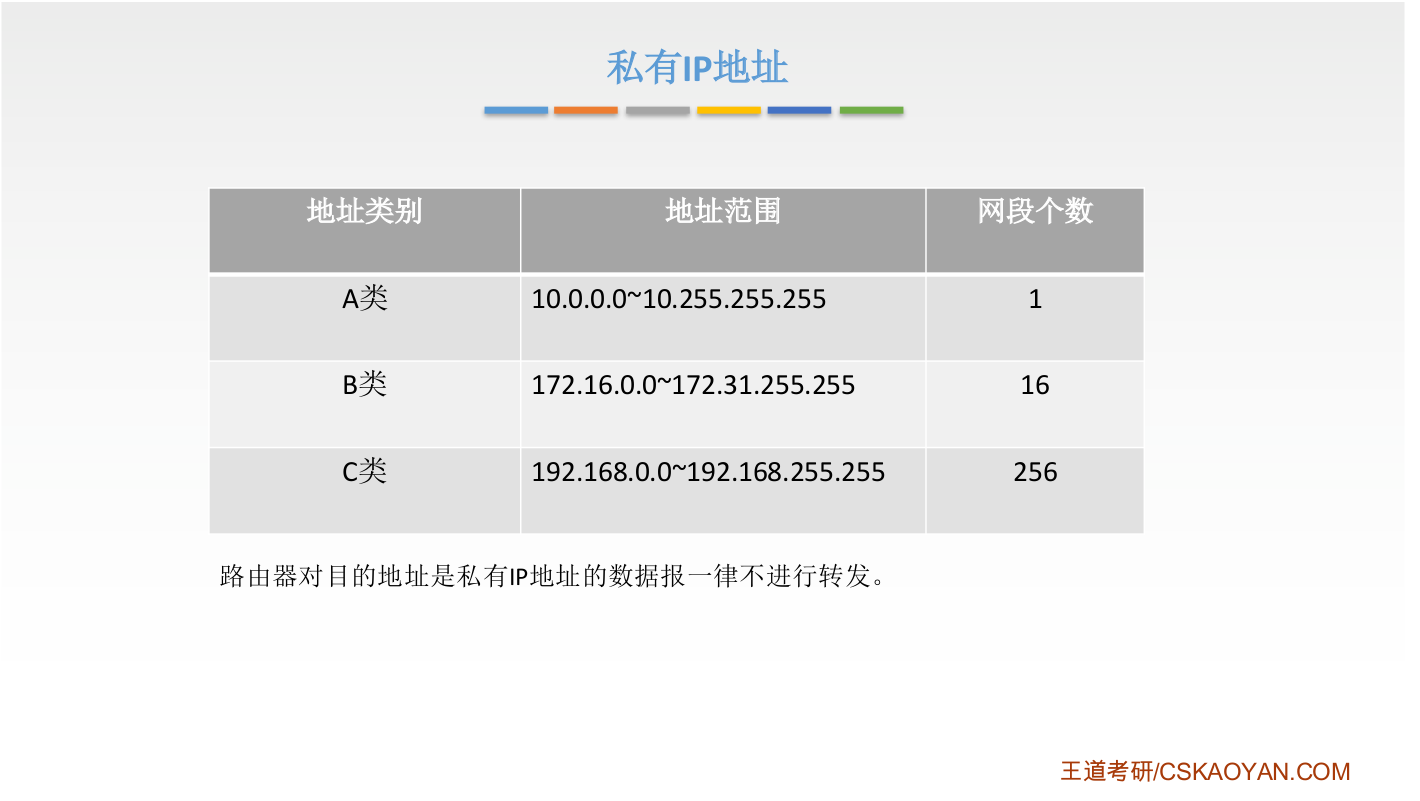 私有IP地址
地址类别 地址范围 网段个数
A类 10.0.0.0~10.255.255.255 1
B类 172.16.0.0~172.31.255.255 16
C类 192.168.0.0~192.168.255.255 256
路由器对目的地址是私有IP地址的数据报一律不进行转发。
王道考研/CSKAOYAN.COM